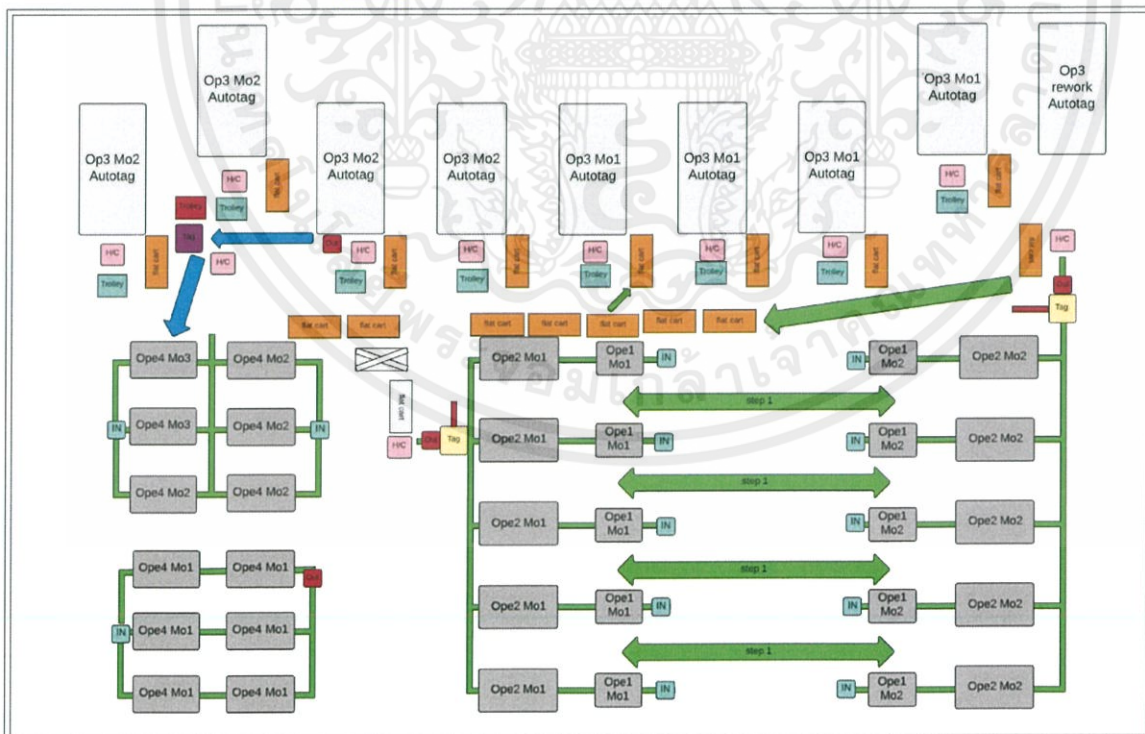 Op3 Mo2
Autotag
Op3 Mo1
Autotag
Op3
rework
Autotag
Op3 Mo2
Autotag
Op3 Mo2
Autotag
Op3 Mo2
Autotag
Op3 Mo1
Autotag
Op3 Mo1
Autotag
Op3 Mo1
Autotag
H/C
flat cart
Trolley
Trolley
H/C
flat cart
Trolley
Tag
Out
H/C
flat cart
Trolley
H/C
H/C
flat cart
Trolley
H/C
flat cart
Trolley
H/C
flat cart
Trolley
H/C
flat cart
Trolley
H/C
flat cart
Trolley
flat cart
H/C
Out
Tag
flat cart
flat cart
flat cart
flat cart
flat cart
flat cart
flat cart
Ope4 Mo3
Ope4 Mo2
IN
Ope4 Mo3
IN
Ope4 Mo2
Ope4 Mo2
Ope4 Mo2
flat cart
H/C
Out
Tag
Ope4 Mo1
Ope4 Mo1
Out
IN
Ope4 Mo1
Ope4 Mo1
Ope4 Mo1
Ope4 Mo1
Ope2 Mo1
Ope1
Mo1
IN
IN
Ope1
Mo2
Ope2 Mo2
step 1
Ope2 Mo1
Ope1
Mo1
IN
IN
Ope1
Mo2
Ope2 Mo2
step 1
Ope2 Mo1
Ope1
Mo1
IN
IN
Ope1
Mo2
Ope2 Mo2
step 1
Ope2 Mo1
Ope1
Mo1
IN
IN
Ope1
Mo2
Ope2 Mo2
step 1
Ope2 Mo1
Ope1
Mo1
IN
IN
Ope1
Mo2
Ope2 Mo2